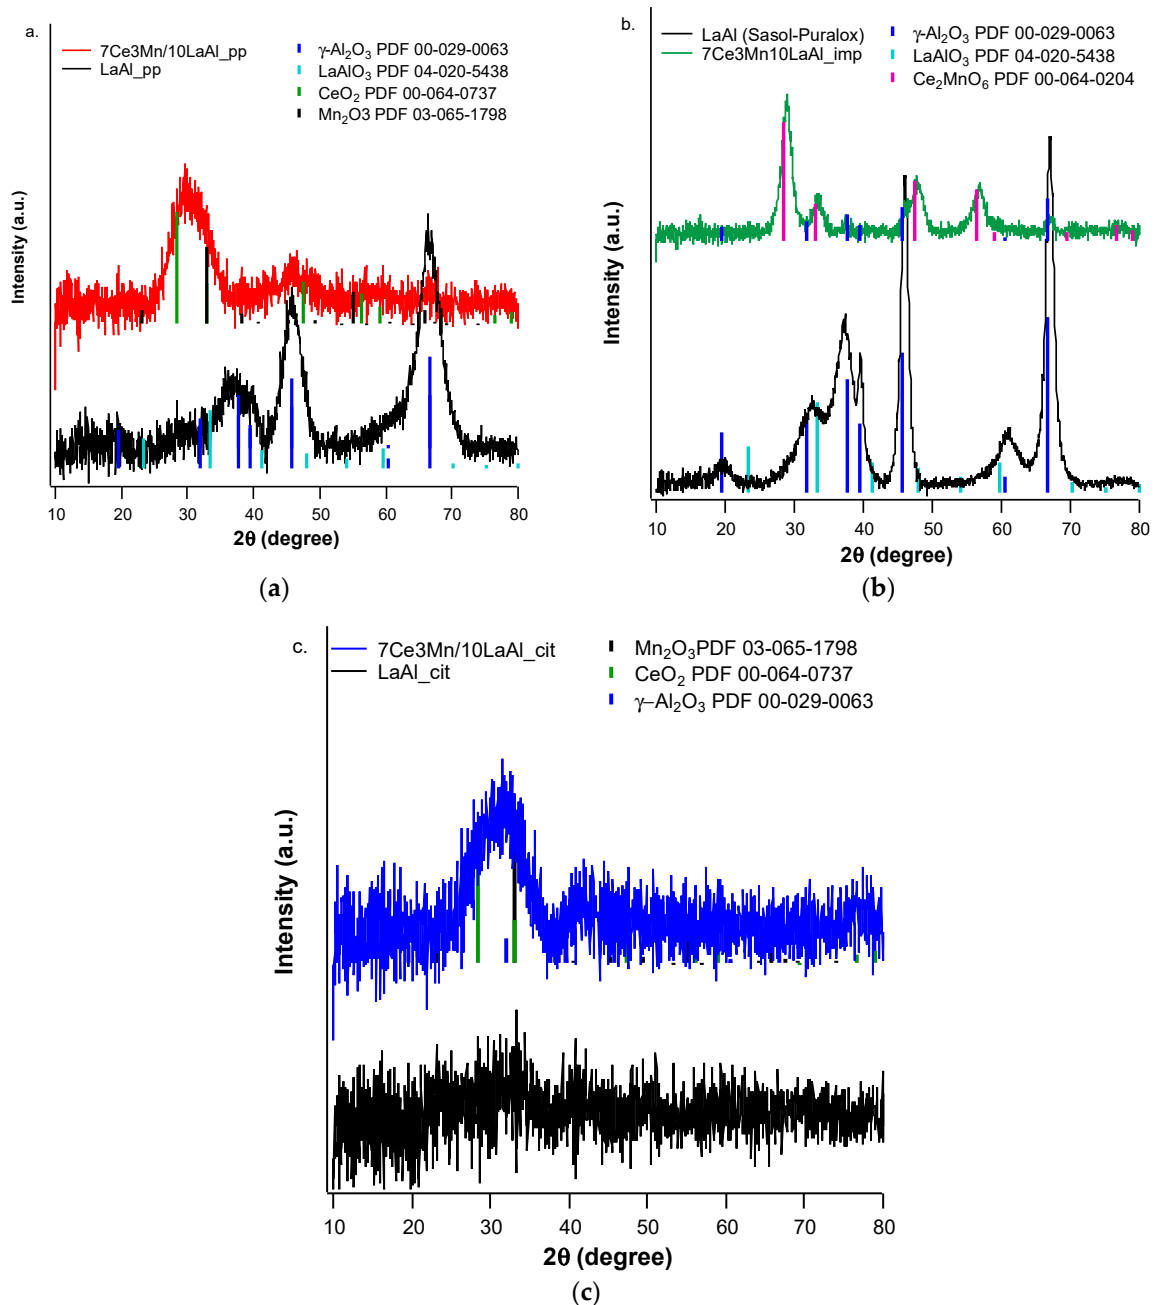 a.
7Ce3Mn/10LaAl_pp
LaAl_pp
γ-Al₂O₃ PDF 00-029-0063
LaAlO₃ PDF 04-020-5438
CeO₂ PDF 00-064-0737
Mn₂O3 PDF 03-065-1798
Intensity (a.u.)
10 20 30 40 50 60 70 80
2θ (degree)
(a)
b.
LaAl (Sasol-Puralox)
7Ce3Mn10LaAl_imp
γ-Al₂O₃ PDF 00-029-0063
LaAlO₃ PDF 04-020-5438
Ce₂MnO₆ PDF 00-064-0204
Intensity (a.u.)
10 20 30 40 50 60 70 80
2θ (degree)
(b)
c.
7Ce3Mn/10LaAl_cit
LaAl_cit
Mn₂O₃PDF 03-065-1798
CeO₂ PDF 00-064-0737
γ–Al₂O₃ PDF 00-029-0063
Intensity (a.u.)
10 20 30 40 50 60 70 80
2θ (degree)
(c)